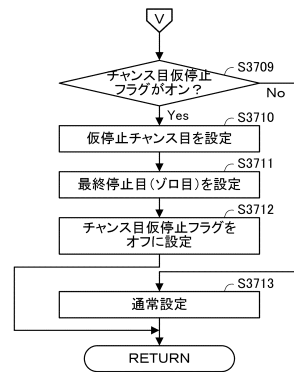 V
チャンス目仮停止
フラグがオン？
S3709
No
Yes
S3710
仮停止チャンス目を設定
S3711
最終停止目(ゾロ目)を設定
S3712
チャンス目仮停止フラグを
オフに設定
S3713
通常設定
RETURN